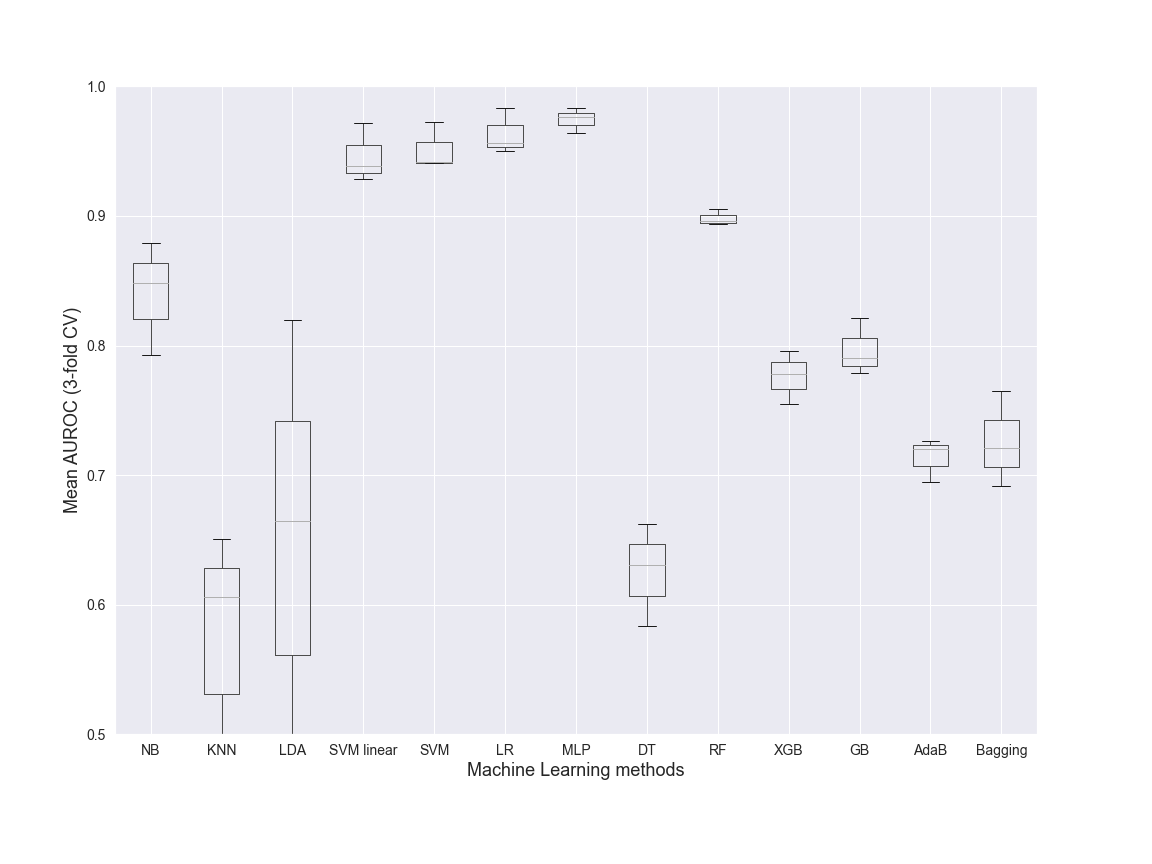 Mean AUROC (3-fold CV)
1.0
0.9
0.8
0.7
0.6
0.5
NB KNN LDA SVM linear SVM LR MLP DT RF XGB GB AdaB Bagging
Machine Learning methods